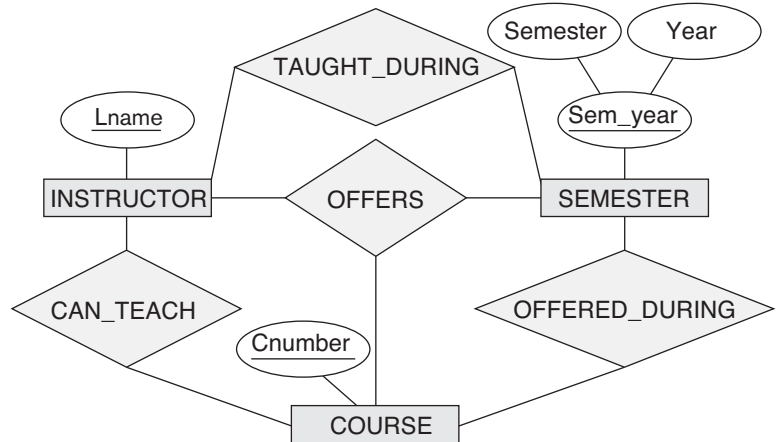 Semester
Year
TAUGHT_DURING
Lname
Sem_year
INSTRUCTOR
OFFERS
SEMESTER
CAN_TEACH
OFFERED_DURING
Cnumber
COURSE